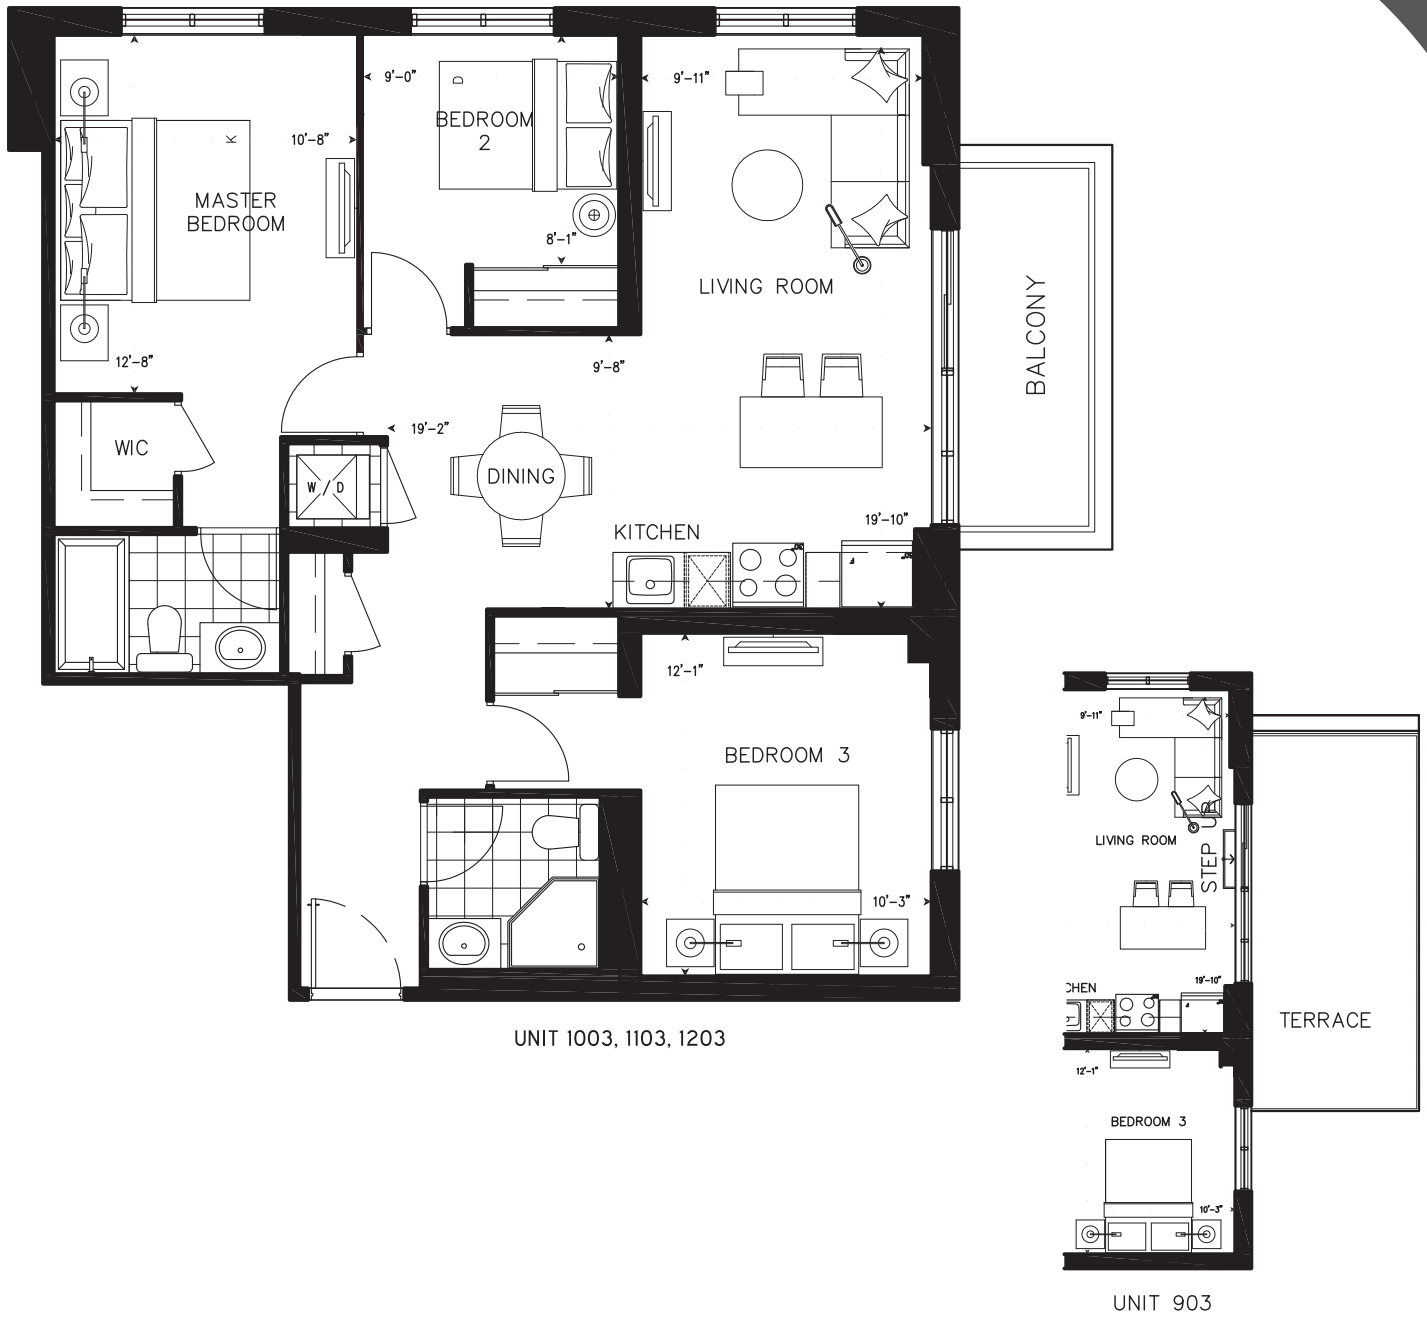 9'-0"
9'-11"
D
BEDROOM
2
K
10'-8"
MASTER
BEDROOM
8'-1"
LIVING ROOM
BALCONY
12'-8"
9'-8"
19'-2"
WIC
DINING
W / D
19'-10"
KITCHEN
30"
F
12'-1"
BEDROOM 3
10'-3"
UNIT 1003, 1103, 1203
9'-11"
LIVING ROOM
STEP
19'-10"
CHEN
TERRACE
12'-1"
BEDROOM 3
10'-3"
UNIT 903